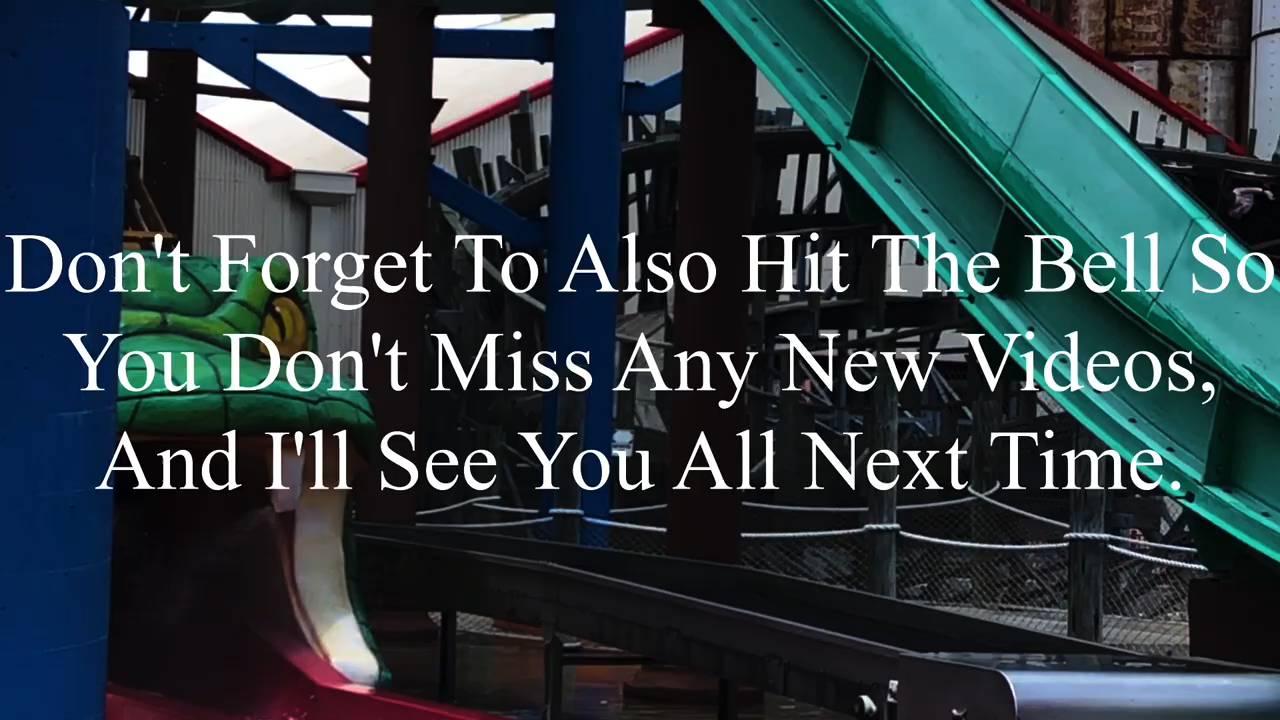 Don't Forget To Also Hit The Bell So
You Don't Miss Any New Videos,
And I'll See You All Next Time.